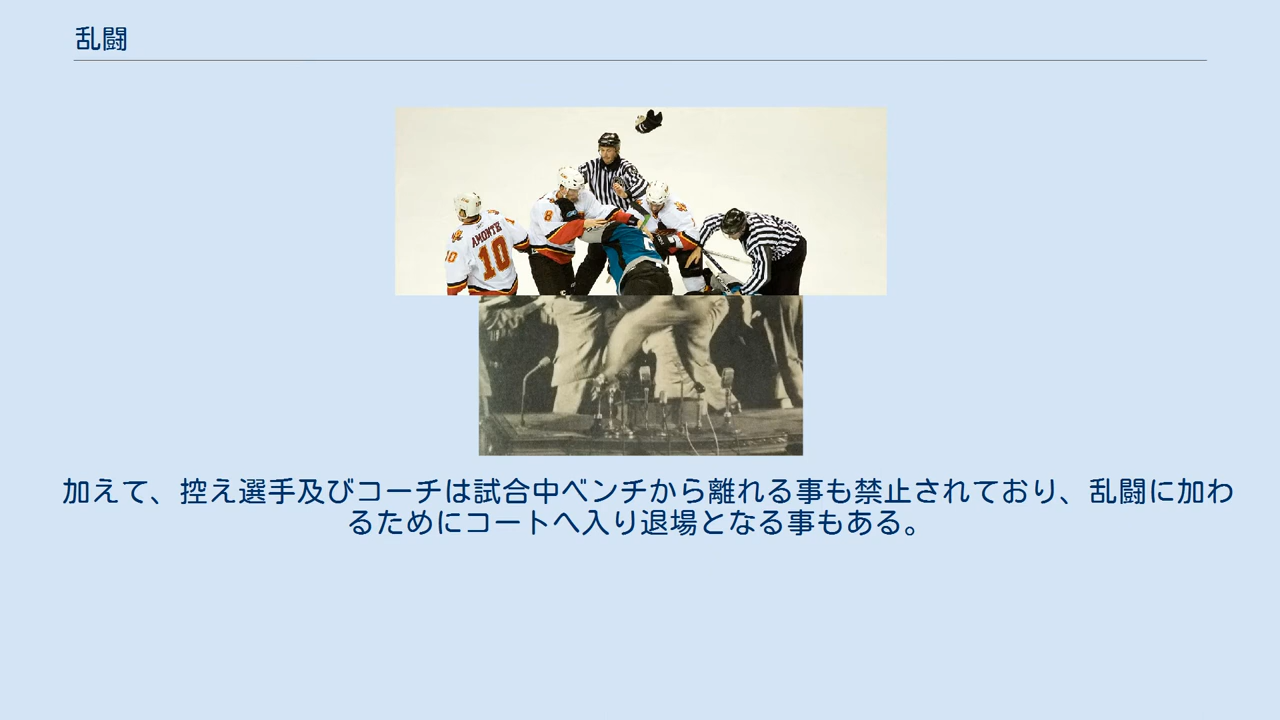 乱闘
AMONTE
10
10
8
加えて、控え選手及びコーチは試合中ベンチから離れる事も禁止されており、乱闘に加わ
るためにコートへ入り退場となる事もある。